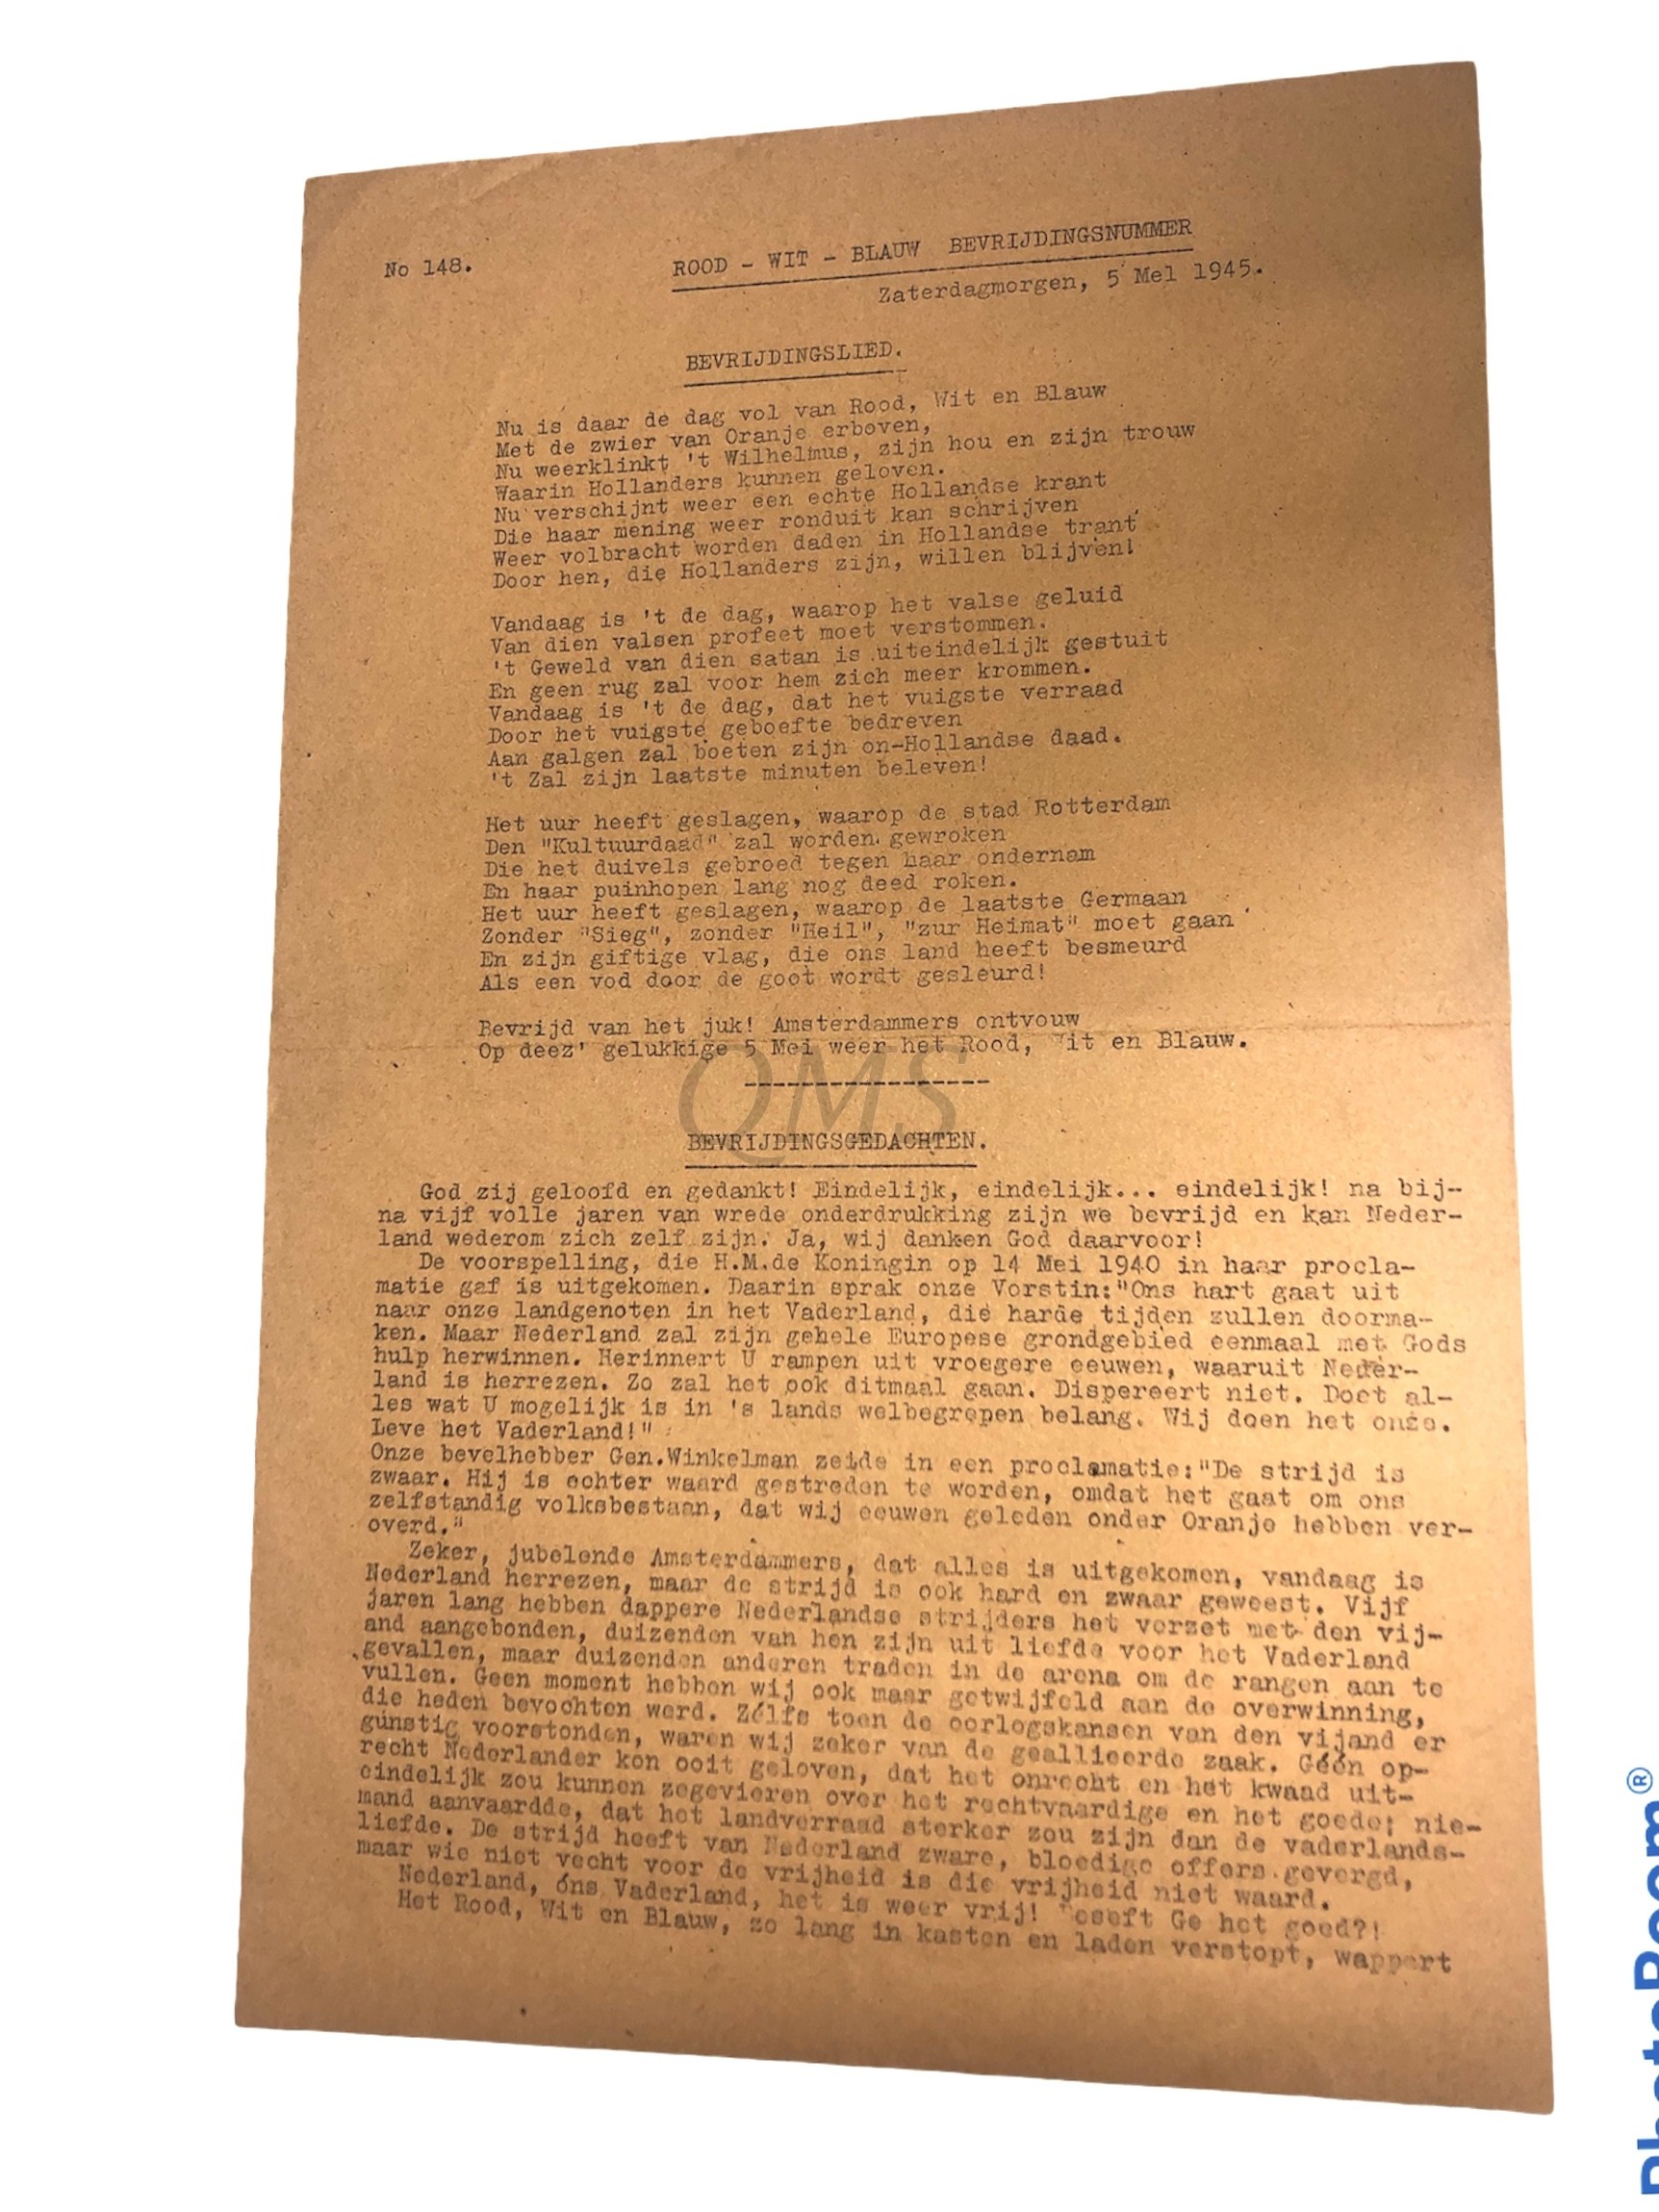 No 148.
ROOD - WIT - BLAUW BEVRIJDINGSNUMMER
Zaterdagmorgen, 5 Mel 1945.
BEVRIJDINGSLIED.
Nu is daar de dag vol van Rood, Wit en Blauw
Met de zwier van Oranje erboven,
Nu weerklinkt 't Wilhelmus, zijn hou en zijn trouw
Waarin Hollanders kunnen geloven.
Nu verschijnt weer een echte Hollandse krant
Die haar mening weer ronduit kan schrijven
Weer volbracht worden daden in Hollandse trant
Door hen, die Hollanders zijn, willen blijven!
Vandaag is 't de dag, waarop het valse geluid
Van dien valsen profeet moet verstommen.
't Geweld van dien satan is uiteindelijk gestuit
En geen rug zal voor hem zich meer krommen.
Vandaag is 't de dag, dat het vuigste verraad
Door het vuigste geboefte bedreven
Aan galgen zal boeten zijn on-Hollandse daad.
't Zal zijn laatste minuten beleven!
Het uur heeft geslagen, waarop de stad Rotterdam
Den "Kultuurdaad" zal worden gewroken
Die het duivels gebroed tegen haar ondernam
En haar puinhopen lang nog deed roken.
Het uur heeft geslagen, waarop de laatste Germaan
Zonder "Sieg", zonder "Heil", "zur Heimat" moet gaan
En zijn giftige vlag, die ons land heeft besmeurd
Als een vod door de goot wordt gesleurd!
Bevrijd van het juk! Amsterdammers ontvouw
Op deez' gelukkige 5 Mei weer het Rood, Wit en Blauw.
QMS
BEVRIJDINGSGEDACHTEN.
God zij geloofd en gedankt! Eindelijk, eindelijk... eindelijk! na bij-
na vijf volle jaren van wrede onderdrukking zijn we bevrijd en kan Neder-
land wederom zich zelf zijn. Ja, wij danken God daarvoor!
De voorspelling, die H.M.de Koningin op 14 Mei 1940 in haar procla-
matie gaf is uitgekomen. Daarin sprak onze Vorstin:"Ons hart gaat uit
naar onze landgenoten in het Vaderland, die harde tijden zullen doorma-
ken. Maar Nederland zal zijn gehele Europese grondgebied eenmaal met Gods
hulp herwinnen. Herinnert U rampen uit vroegere eeuwen, waaruit Neder-
land is herrezen. Zo zal het ook ditmaal gaan. Dispereert niet. Doet al-
les wat U mogelijk is in 's lands welbegrepen belang. Wij doen het onze.
Leve het Vaderland!"
Onze bevelhebber Gen.Winkelman zeide in een proclamatie:"De strijd is
zwaar. Hij is echter waard gestreden te worden, omdat het gaat om ons
zelfstandig volksbestaan, dat wij eeuwen geleden onder Oranje hebben ver-
overd."
Zeker, jubelende Amsterdammers, dat alles is uitgekomen, vandaag is
Nederland herrezen, maar de strijd is ook hard en zwaar geweest. Vijf
jaren lang hebben dappere Nederlandse strijders het verzet met den vij-
and aangebonden, duizenden van hen zijn uit liefde voor het Vaderland
gevallen, maar duizenden anderen traden in de arena om de rangen aan te
vullen. Geen moment hebben wij ook maar getwijfeld aan de overwinning,
die heden bevochten werd. Zélfs toen de oorlogskansen van den vijand er
gunstig voorstonden, waren wij zeker van de geallieerde zaak. Géén op-
recht Nederlander kon ooit geloven, dat het onrecht en het kwaad uit-
eindelijk zou kunnen zegevieren over het rechtvaardige en het goede; nie-
mand aanvaardde, dat het landverraad sterker zou zijn dan de vaderlands-
liefde. De strijd heeft van Nederland zware, bloedige offers gevergd,
maar wie niet vecht voor de vrijheid is die vrijheid niet waard.
Nederland, óns Vaderland, het is weer vrij! Beseft Ge het goed?!
Het Rood, Wit en Blauw, zo lang in kasten en laden verstopt, wappert
PhotoRoom®